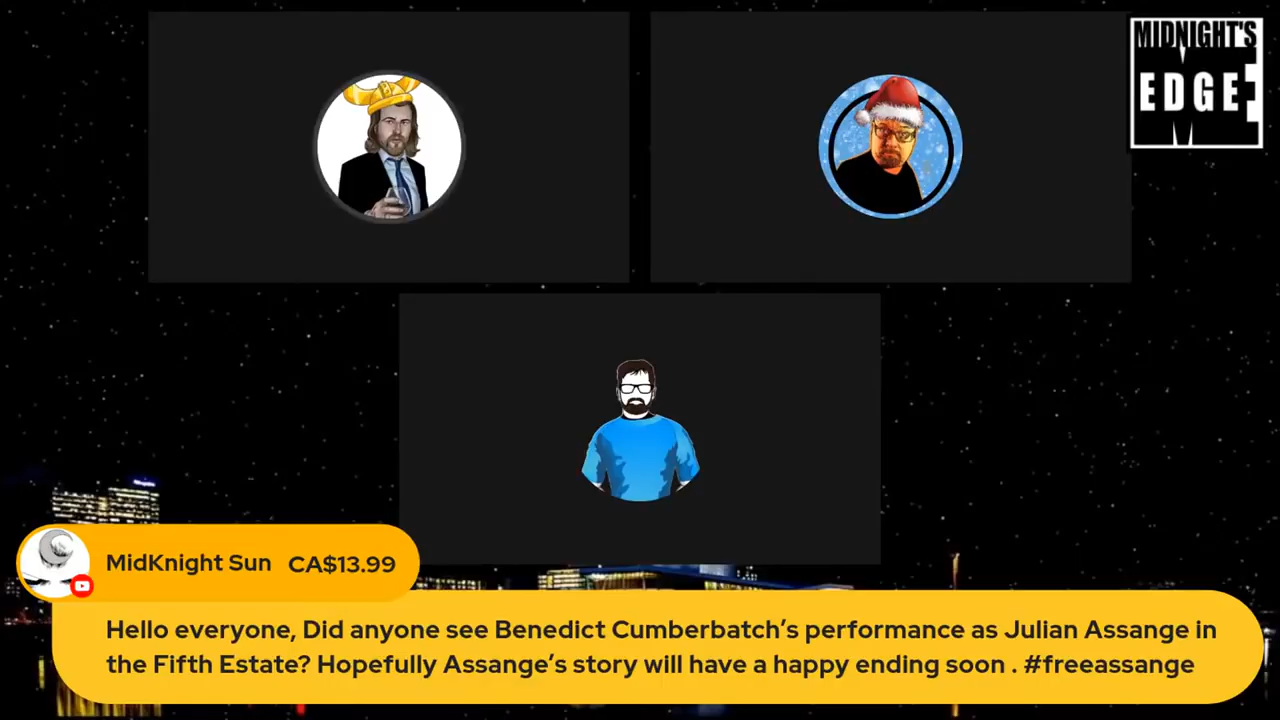 MIDNIGHT'S
EDGE
MidKnight Sun CA$13.99
Hello everyone, Did anyone see Benedict Cumberbatch’s performance as Julian Assange in
the Fifth Estate? Hopefully Assange’s story will have a happy ending soon . #freeassange